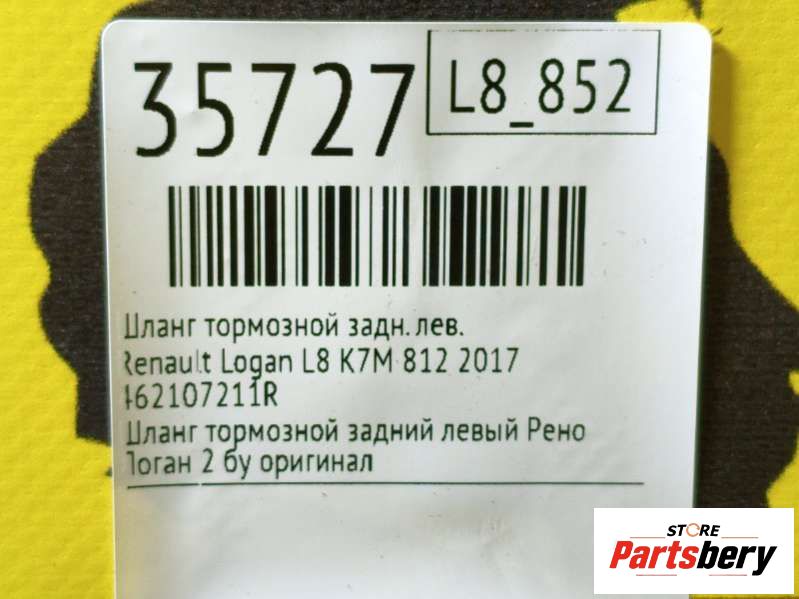 35727
L8_852
Шланг тормозной задн. лев.
Renault Logan L8 K7M 812 2017
462107211R
Шланг тормозной задний левый Рено
Логан 2 бу оригинал
STORE
Partsbery